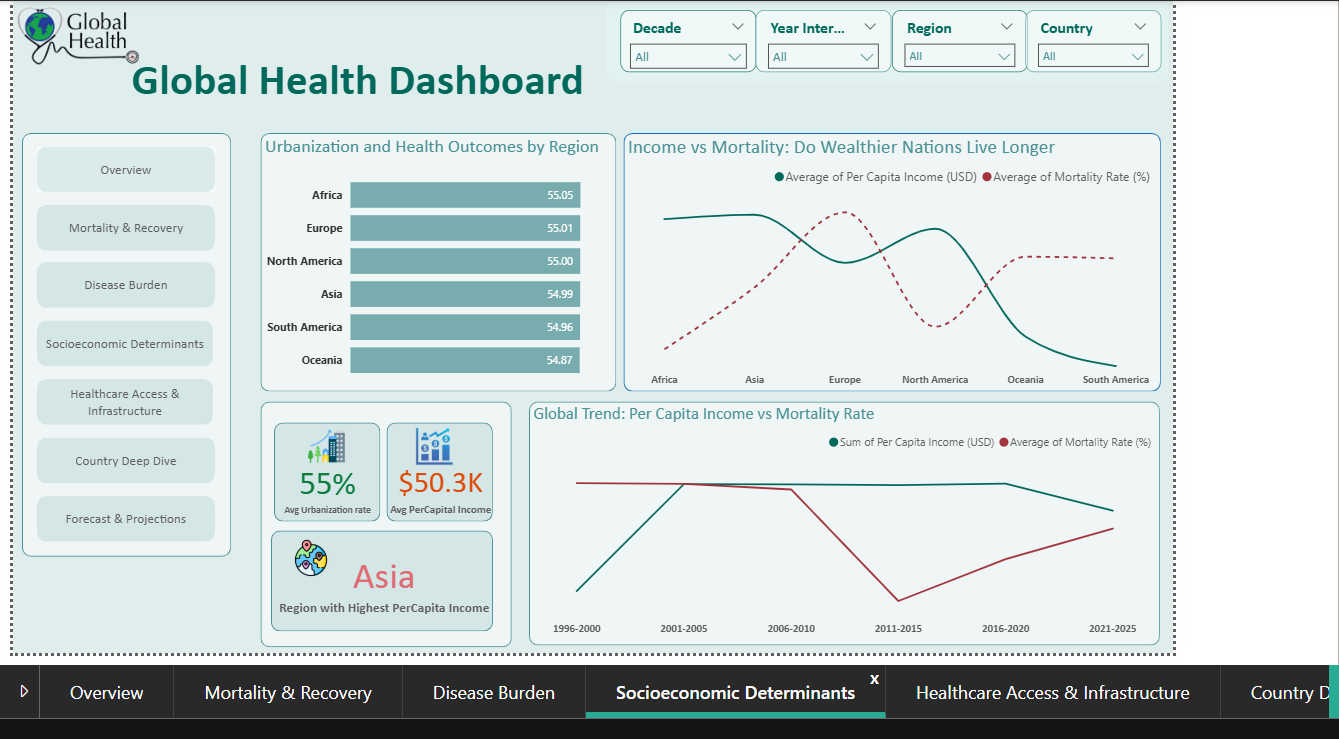 Global
Health
Global Health Dashboard
Decade
All
Year Inter...
All
Region
All
Country
All
Overview
Mortality & Recovery
Disease Burden
Socioeconomic Determinants
Healthcare Access &
Infrastructure
Country Deep Dive
Forecast & Projections
Urbanization and Health Outcomes by Region
Africa 55.05
Europe 55.01
North America 55.00
Asia 54.99
South America 54.96
Oceania 54.87
Income vs Mortality: Do Wealthier Nations Live Longer
Average of Per Capita Income (USD) Average of Mortality Rate (%)
Africa Asia Europe North America Oceania South America
55%
Avg Urbanization rate
$50.3K
Avg PerCapital Income
Asia
Region with Highest PerCapita Income
Global Trend: Per Capita Income vs Mortality Rate
Sum of Per Capita Income (USD) Average of Mortality Rate (%)
1996-2000 2001-2005 2006-2010 2011-2015 2016-2020 2021-2025
Overview Mortality & Recovery Disease Burden Socioeconomic Determinants x Healthcare Access & Infrastructure Country D